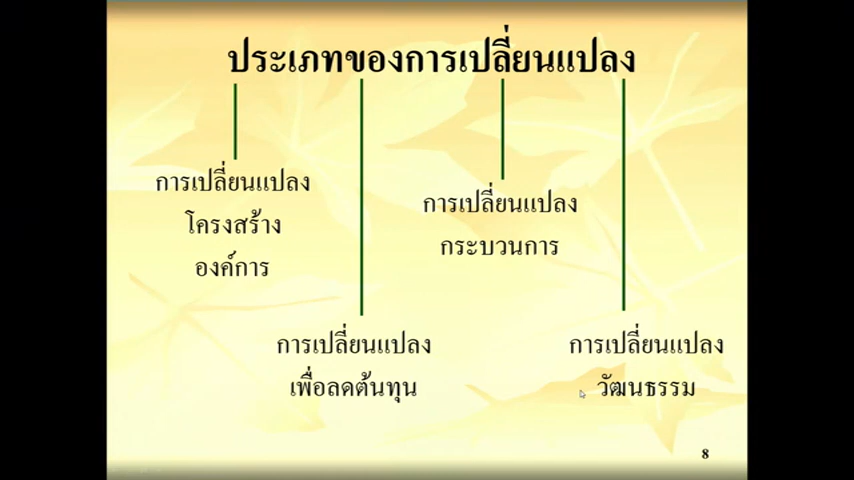 ประเภทของการเปลี่ยนแปลง
การเปลี่ยนแปลง
โครงสร้าง
องค์การ
การเปลี่ยนแปลง
เพื่อลดต้นทุน
การเปลี่ยนแปลง
กระบวนการ
การเปลี่ยนแปลง
วัฒนธรรม
8